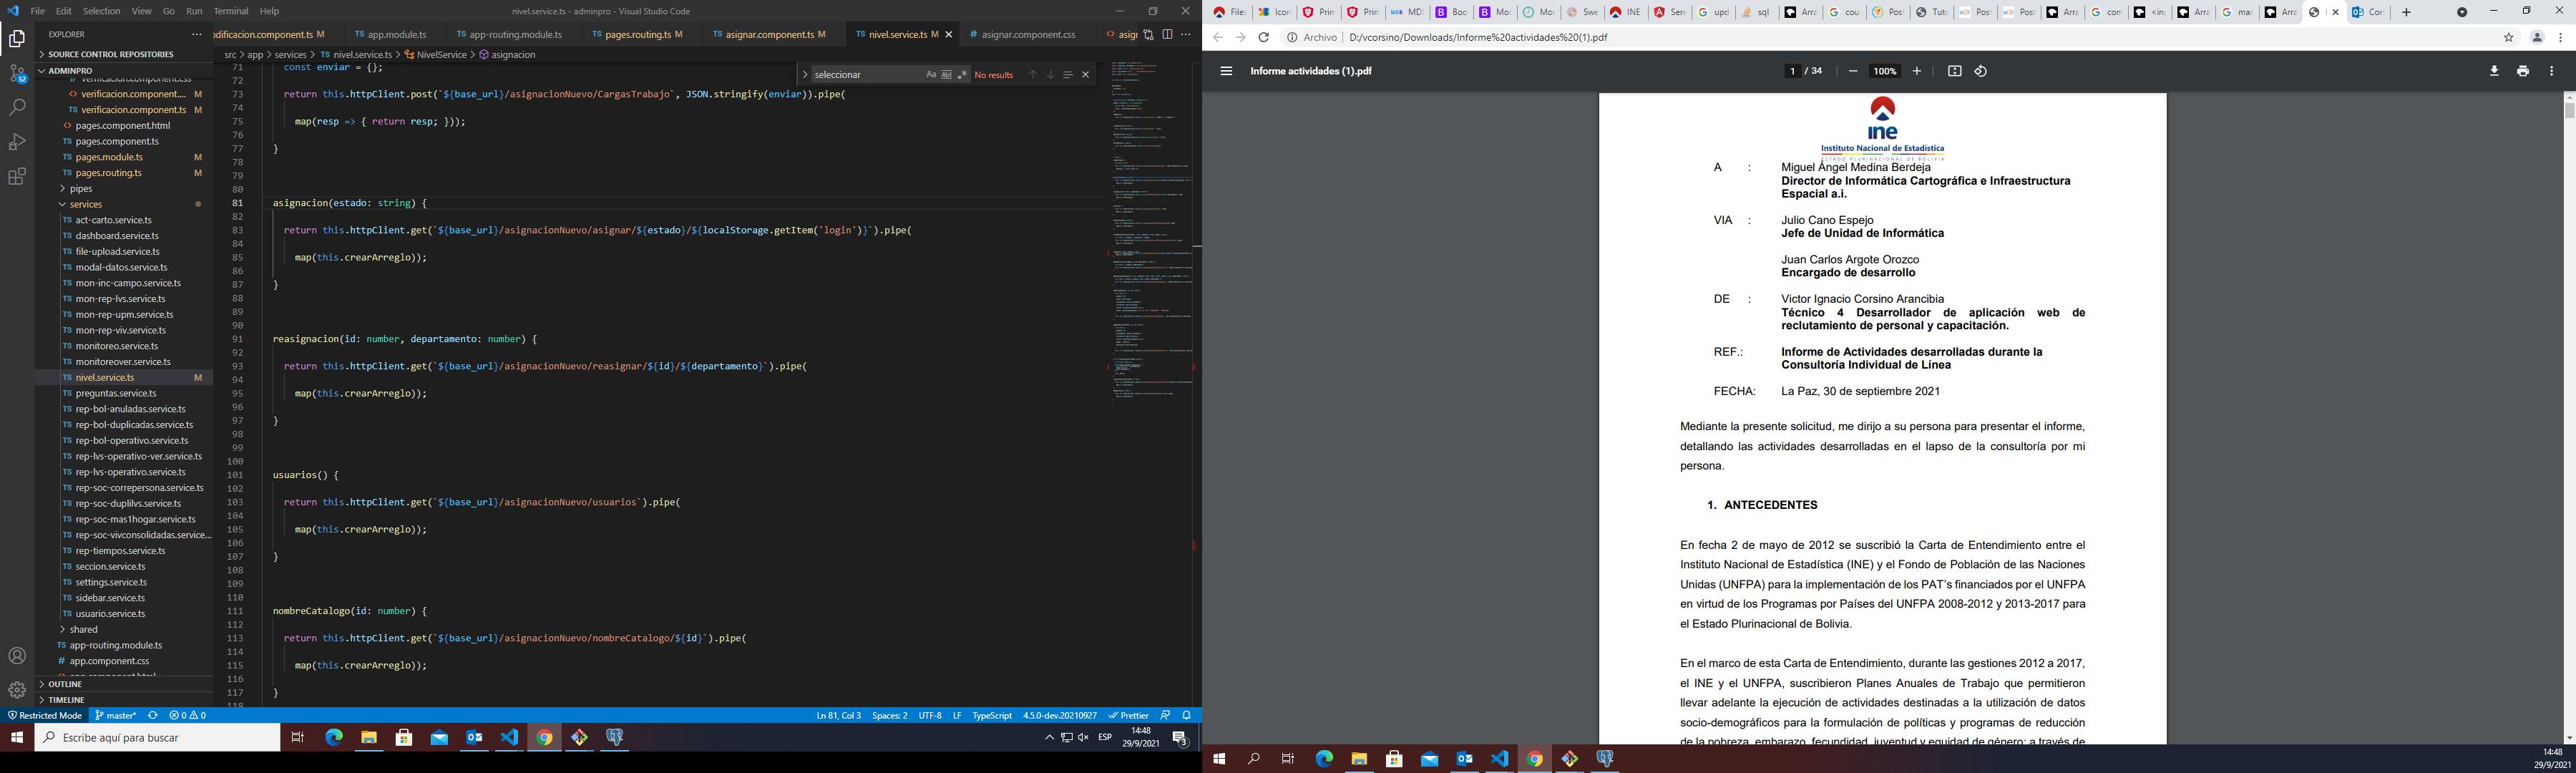 File Edit Selection View Go Run Terminal Help
nivel.service.ts - adminpro - Visual Studio Code
EXPLORER
SOURCE CONTROL REPOSITORIES
ADMINPRO
verificacion.component.css
verificacion.component.... M
verificacion.component.ts M
pages.component.html
pages.component.ts
pages.module.ts M
pages.routing.ts M
pipes
services
act-carto.service.ts
dashboard.service.ts
file-upload.service.ts
modal-datos.service.ts
mon-inc-campo.service.ts
mon-rep-lvs.service.ts
mon-rep-upm.service.ts
mon-rep-viv.service.ts
monitoreo.service.ts
monitoreover.service.ts
nivel.service.ts M
preguntas.service.ts
rep-bol-anuladas.service.ts
rep-bol-duplicadas.service.ts
rep-bol-operativo.service.ts
rep-lvs-operativo-ver.service.ts
rep-lvs-operativo.service.ts
rep-soc-correpersona.service.ts
rep-soc-duplilvs.service.ts
rep-soc-mas1hogar.service.ts
rep-soc-vivconsolidadas.service...
rep-tiempos.service.ts
seccion.service.ts
settings.service.ts
sidebar.service.ts
usuario.service.ts
shared
app-routing.module.ts
app.component.css
app.component.html
OUTLINE
TIMELINE
odificacion.component.ts M app.module.ts app-routing.module.ts pages.routing.ts M asignar.component.ts M nivel.service.ts M asignar.component.css asigr
src > app > services > nivel.service.ts > NivelService > asignacion
seleccionar
No results
71 const enviar = {};
72
73 return this.httpClient.post(`${base_url}/asignacionNuevo/CargasTrabajo`, JSON.stringify(enviar)).pipe(
74
75 map(resp => { return resp; }));
76
77 }
78
79
80
81 asignacion(estado: string) {
82
83 return this.httpClient.get(`${base_url}/asignacionNuevo/asignar/${estado}/${localStorage.getItem('login')}`).pipe(
84
85 map(this.crearArreglo));
86
87 }
88
89
90
91 reasignacion(id: number, departamento: number) {
92
93 return this.httpClient.get(`${base_url}/asignacionNuevo/reasignar/${id}/${departamento}`).pipe(
94
95 map(this.crearArreglo));
96
97 }
98
99
100
101 usuarios() {
102
103 return this.httpClient.get(`${base_url}/asignacionNuevo/usuarios`).pipe(
104
105 map(this.crearArreglo));
106
107 }
108
109
110
111 nombreCatalogo(id: number) {
112
113 return this.httpClient.get(`${base_url}/asignacionNuevo/nombreCatalogo/${id}`).pipe(
114
115 map(this.crearArreglo));
116
117 }
118
Restricted Mode master* 0 0
Ln 81, Col 3 Spaces: 2 UTF-8 LF TypeScript 4.5.0-dev.20210927 Prettier
Escribe aquí para buscar
ESP
14:48
29/9/2021
3
Archivo D:/vcorsino/Downloads/Informe%20actividades%20(1).pdf
Informe actividades (1).pdf
1 / 34
100%
ine
Instituto Nacional de Estadística
ESTADO PLURINACIONAL DE BOLIVIA
A : Miguel Ángel Medina Berdeja
Director de Informática Cartográfica e Infraestructura
Espacial a.i.
VIA : Julio Cano Espejo
Jefe de Unidad de Informática
Juan Carlos Argote Orozco
Encargado de desarrollo
DE : Victor Ignacio Corsino Arancibia
Técnico 4 Desarrollador de aplicación web de
reclutamiento de personal y capacitación.
REF.: Informe de Actividades desarrolladas durante la
Consultoría Individual de Línea
FECHA: La Paz, 30 de septiembre 2021
Mediante la presente solicitud, me dirijo a su persona para presentar el informe,
detallando las actividades desarrolladas en el lapso de la consultoría por mi
persona.
1. ANTECEDENTES
En fecha 2 de mayo de 2012 se suscribió la Carta de Entendimiento entre el
Instituto Nacional de Estadística (INE) y el Fondo de Población de las Naciones
Unidas (UNFPA) para la implementación de los PAT's financiados por el UNFPA
en virtud de los Programas por Países del UNFPA 2008-2012 y 2013-2017 para
el Estado Plurinacional de Bolivia.
En el marco de esta Carta de Entendimiento, durante las gestiones 2012 a 2017,
el INE y el UNFPA, suscribieron Planes Anuales de Trabajo que permitieron
llevar adelante la ejecución de actividades destinadas a la utilización de datos
socio-demográficos para la formulación de políticas y programas de reducción
de la pobreza, embarazo, fecundidad, juventud y equidad de género; a través de
14:48
29/9/2021